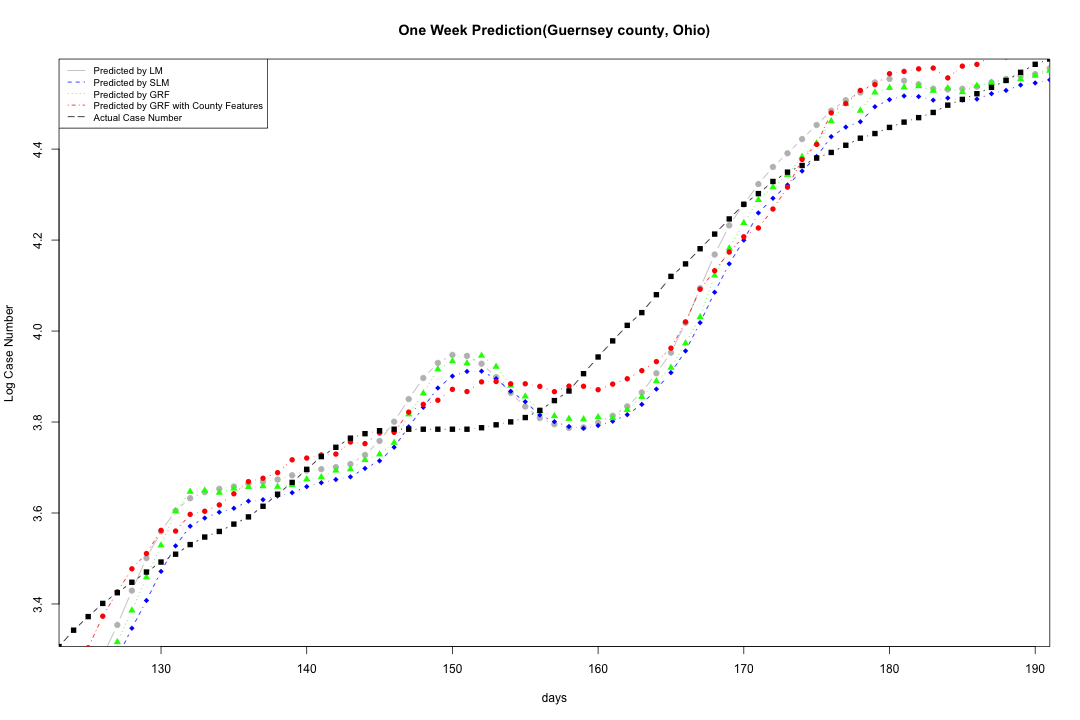 One Week Prediction(Guernsey county, Ohio)
Predicted by LM
Predicted by SLM
Predicted by GRF
Predicted by GRF with County Features
Actual Case Number
Log Case Number
4.4
4.2
4.0
3.8
3.6
3.4
130 140 150 160 170 180 190
days